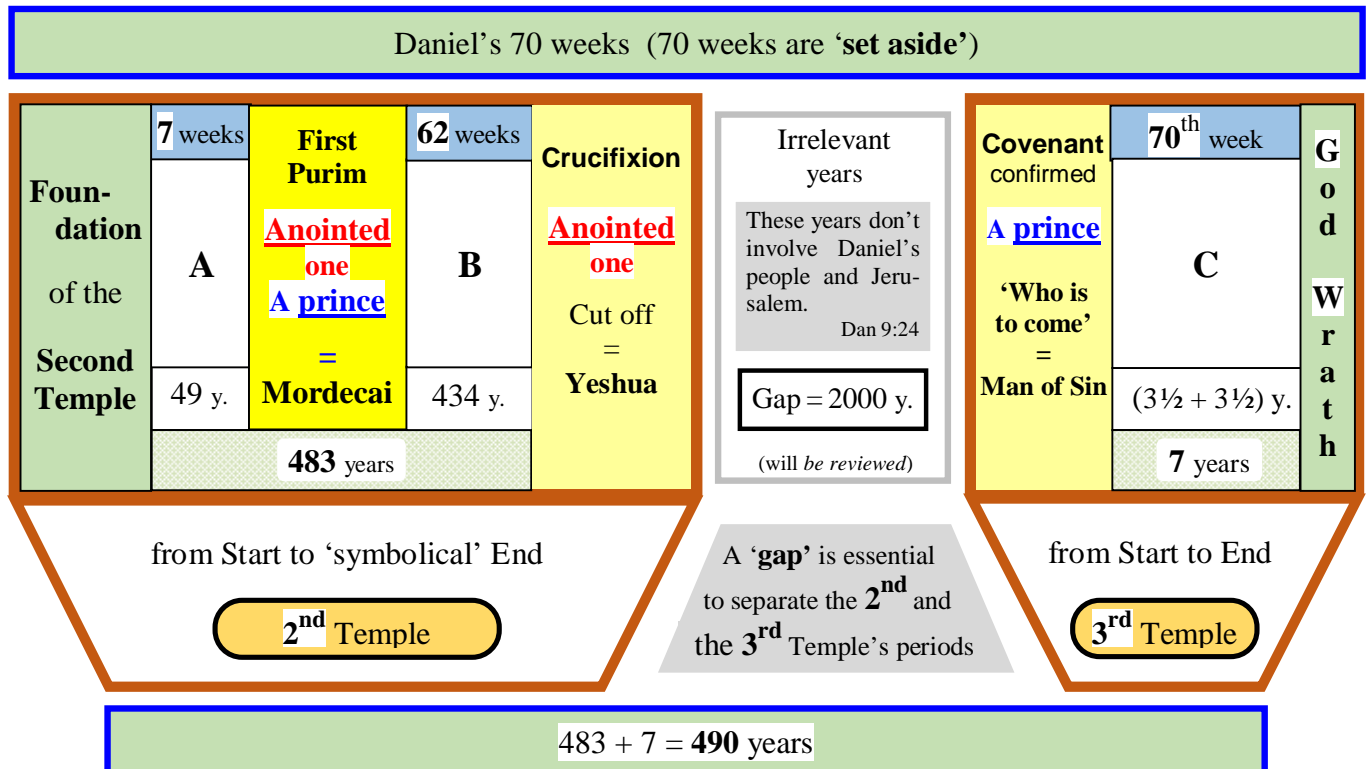 Daniel's 70 weeks (70 weeks are ‘set aside’)
Foun-
dation
of the
Second
Temple
7 weeks
A
49 y.
First
Purim
Anointed
one
A prince
=
Mordecai
62 weeks
B
434 y.
483 years
Crucifixion
Anointed
one
Cut off
=
Yeshua
Irrelevant
years
These years don't
involve Daniel's
people and Jeru-
salem.
Dan 9:24
Gap = 2000 y.
(will be reviewed)
Covenant
confirmed
A prince
‘Who is
to come’
=
Man of Sin
70th week
C
(3½ + 3½) y.
7 years
G
o
d
W
r
a
t
h
from Start to ‘symbolical’ End
2nd Temple
A ‘gap’ is essential
to separate the 2nd and
the 3rd Temple's periods
from Start to End
3rd Temple
483 + 7 = 490 years